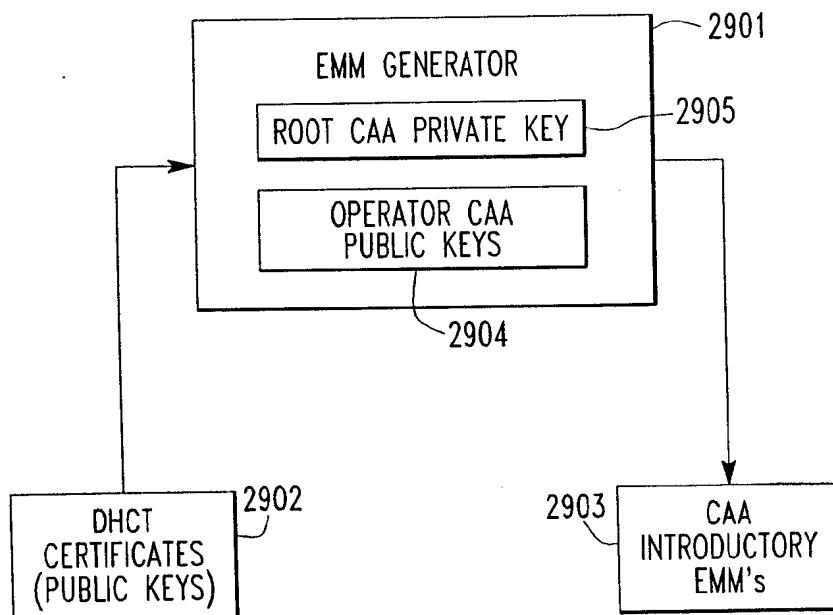 2901
EMM GENERATOR
2905
ROOT CAA PRIVATE KEY
OPERATOR CAA
PUBLIC KEYS
2904
2902
DHCT
CERTIFICATES
(PUBLIC KEYS)
2903
CAA
INTRODUCTORY
EMM's